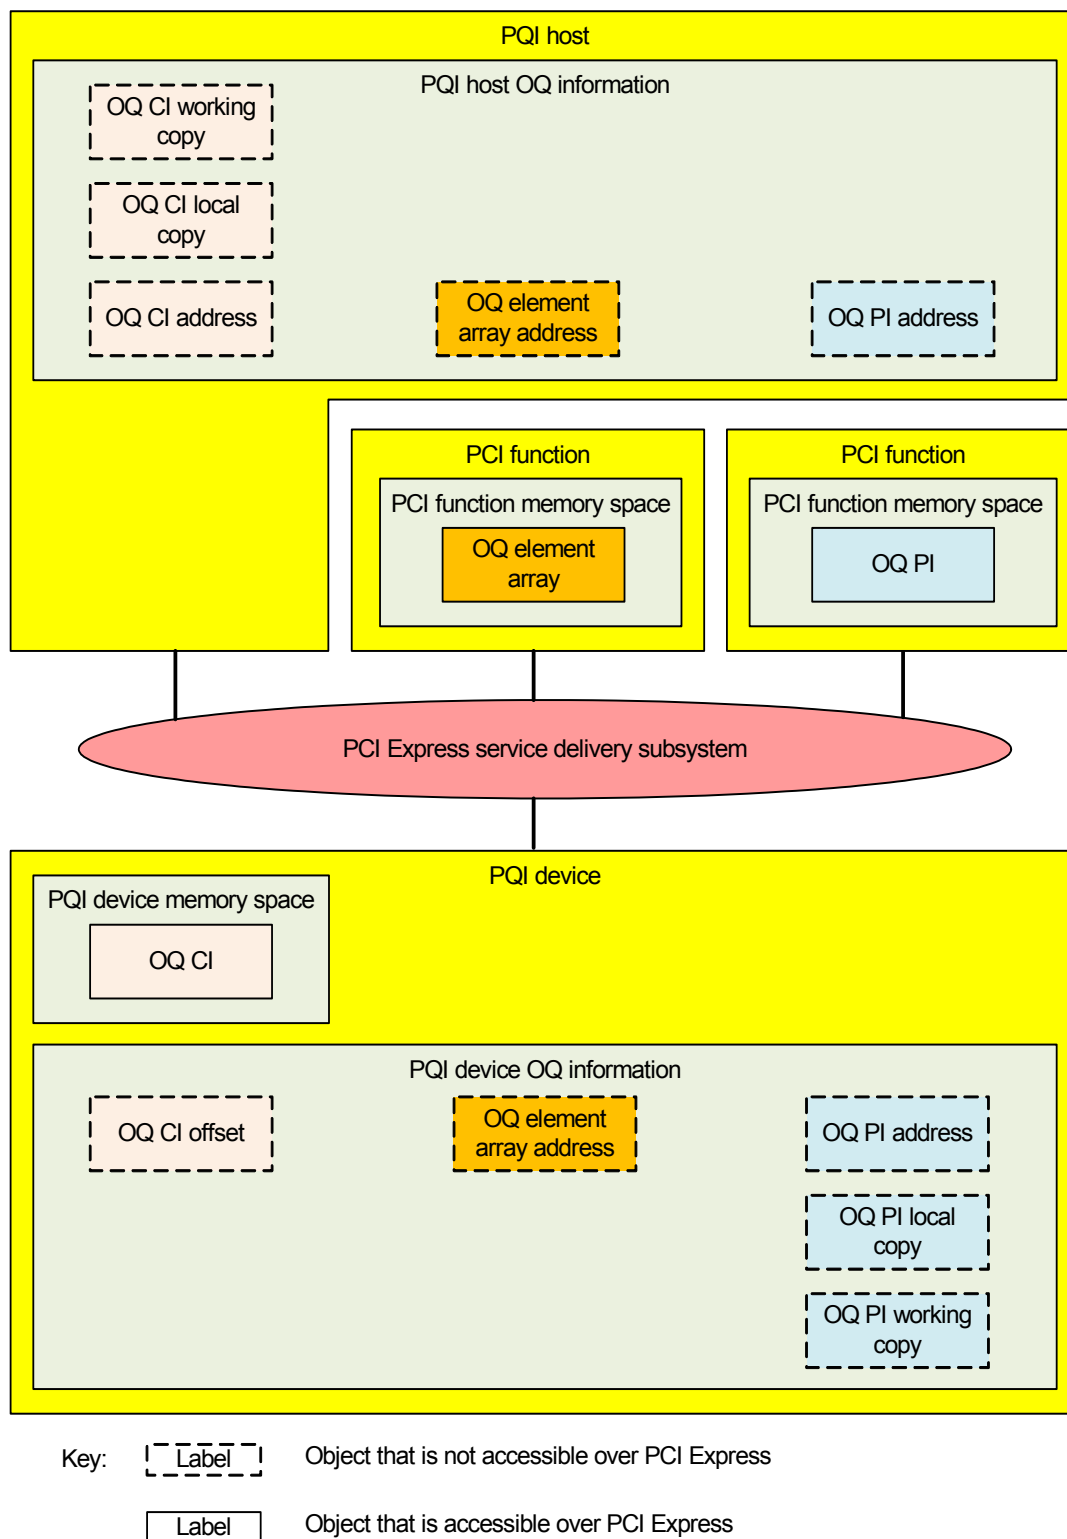 PQI host
PQI host OQ information
OQ CI working
copy
OQ CI local
copy
OQ CI address
OQ element
array address
OQ PI address
PCI function
PCI function memory space
OQ element
array
PCI function
PCI function memory space
OQ PI
PCI Express service delivery subsystem
PQI device
PQI device memory space
OQ CI
PQI device OQ information
OQ CI offset
OQ element
array address
OQ PI address
OQ PI local
copy
OQ PI working
copy
Key:
Label
Object that is not accessible over PCI Express
Label
Object that is accessible over PCI Express